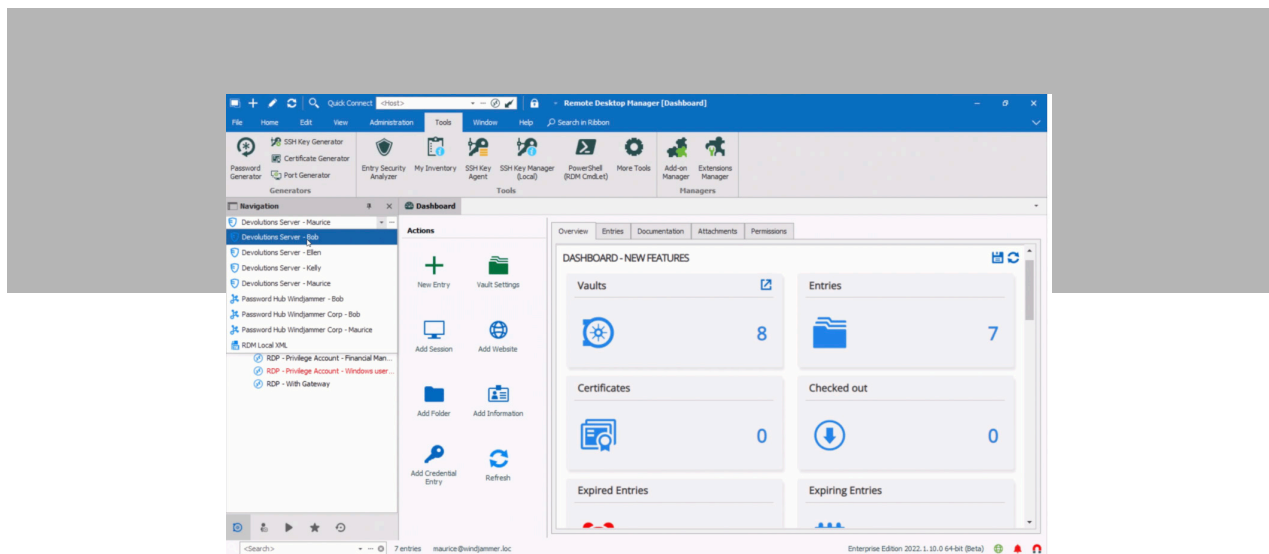 Quick Connect <Host> Remote Desktop Manager [Dashboard]
File Home Edit View Administration Tools Window Help Search in Ribbon
Password Generator
SSH Key Generator
Certificate Generator
Port Generator
Generators
Entry Security Analyzer
My Inventory
SSH Key Agent
SSH Key Manager (Local)
PowerShell (RDM CmdLet)
More Tools
Tools
Add-on Manager
Extensions Manager
Managers
Navigation
Dashboard
Devolutions Server - Maurice
Devolutions Server - Bob
Devolutions Server - Ellen
Devolutions Server - Kelly
Devolutions Server - Maurice
Password Hub Windjammer - Bob
Password Hub Windjammer Corp - Bob
Password Hub Windjammer Corp - Maurice
RDM Local XML
RDP - Privilege Account - Financial Man...
RDP - Privilege Account - Windows user...
RDP - With Gateway
Actions
New Entry
Vault Settings
Add Session
Add Website
Add Folder
Add Information
Add Credential Entry
Refresh
Overview Entries Documentation Attachments Permissions
DASHBOARD - NEW FEATURES
Vaults
8
Entries
7
Certificates
0
Checked out
0
Expired Entries
Expiring Entries
<Search> 7 entries maurice@windjammer.loc Enterprise Edition 2022.1.10.0 64-bit (Beta)